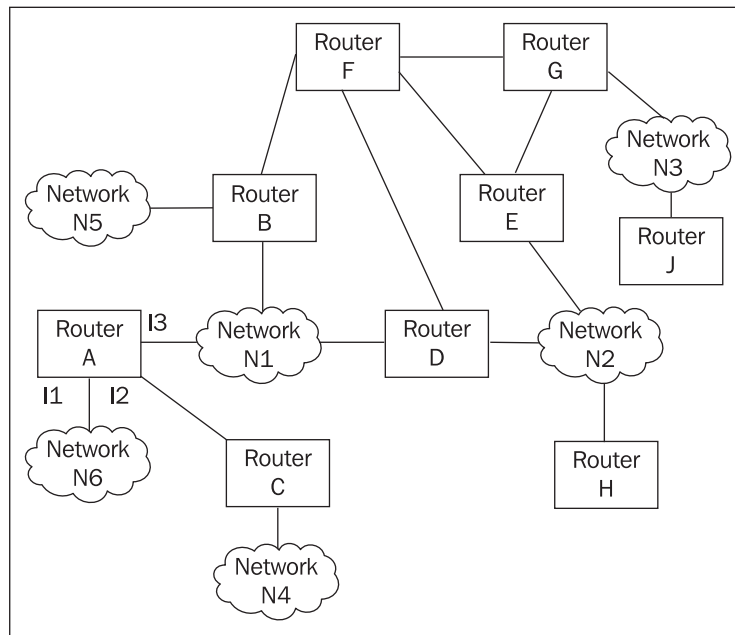 Router
F
Router
G
Network
N3
Network
N5
Router
B
Router
E
Router
J
Router
A
I3
Network
N1
Router
D
Network
N2
I1
I2
Network
N6
Router
C
Router
H
Network
N4